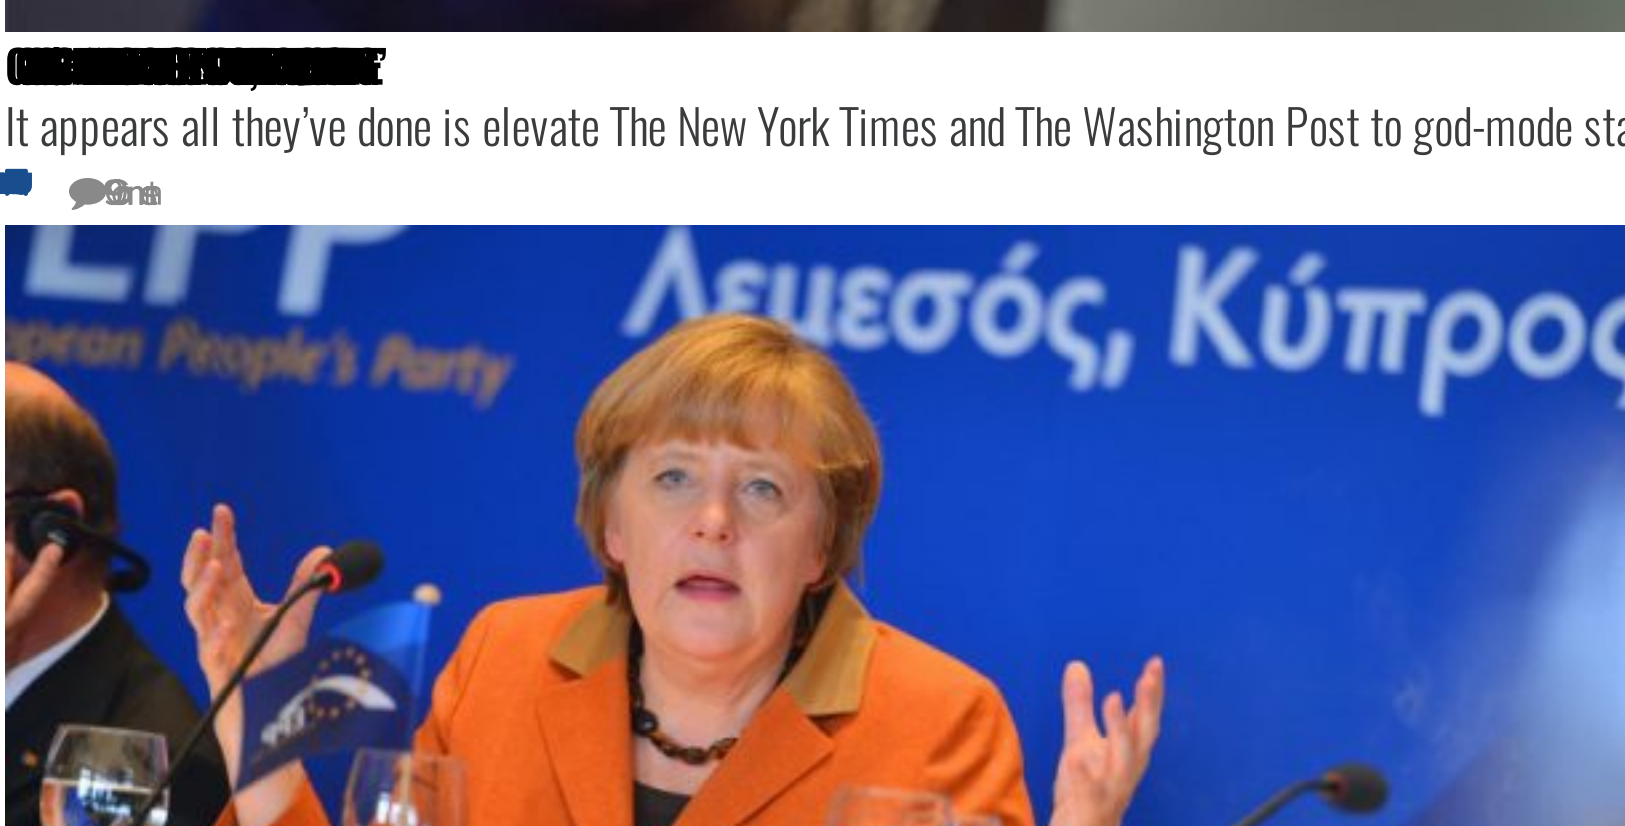 It appears all they’ve done is elevate The New York Times and The Washington Post to god-mode sta
EPP
opean People's Party
Λεμεσός, Κύπρος